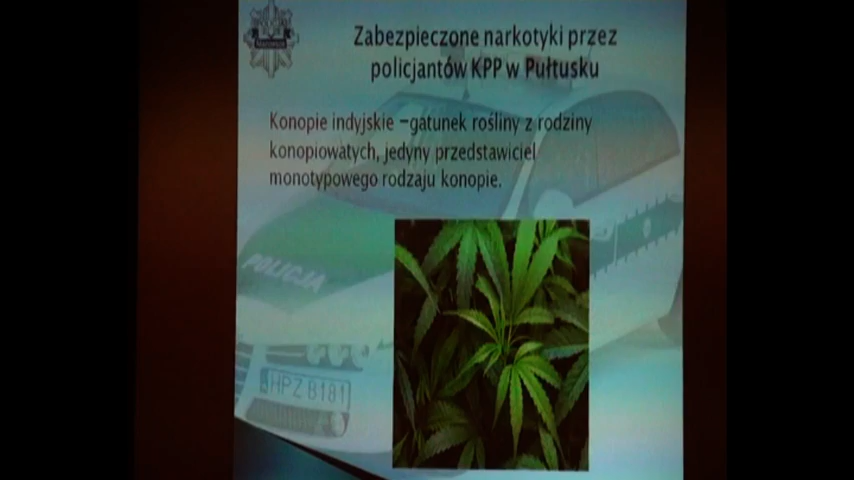 Zabezpieczone narkotyki przez
policjantów KPP w Pułtusku
Konopie indyjskie –gatunek rośliny z rodziny
konopiowatych, jedyny przedstawiciel
monotypowego rodzaju konopie.
POLICJA
HPZ B181